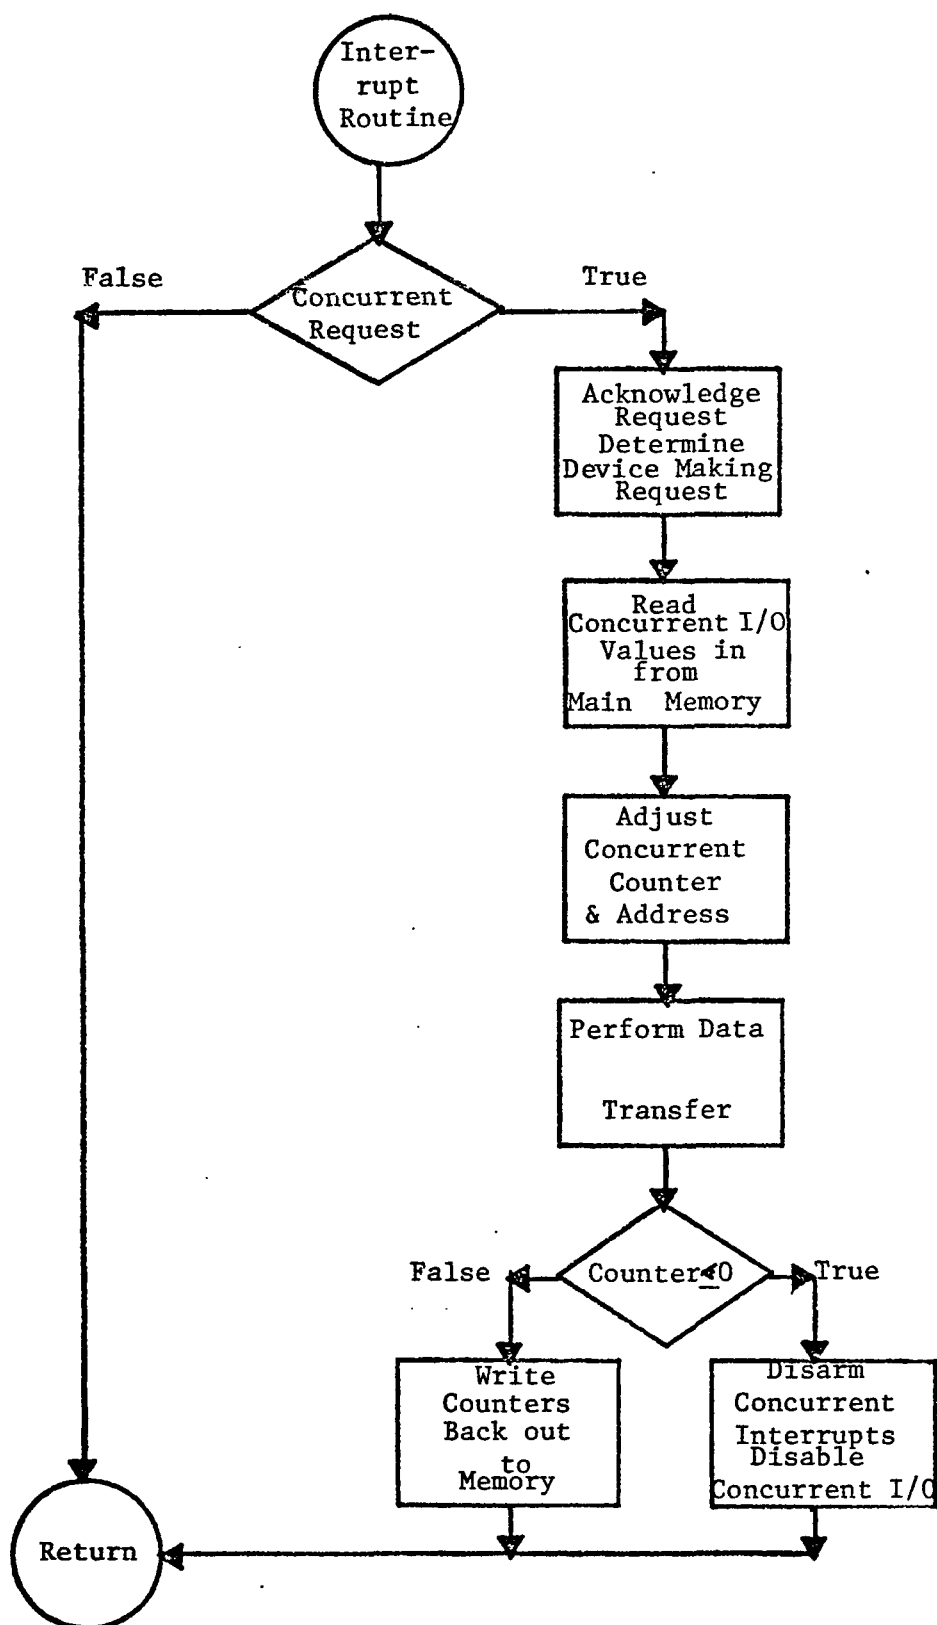 Inter-
rupt
Routine
False
True
Concurrent
Request
Acknowledge
Request
Determine
Device Making
Request
Read
Concurrent I/O
Values in
from
Main Memory
Adjust
Concurrent
Counter
& Address
Perform Data
Transfer
False
Counter≤0
True
Write
Counters
Back out
to
Memory
Disarm
Concurrent
Interrupts
Disable
Concurrent I/O
Return